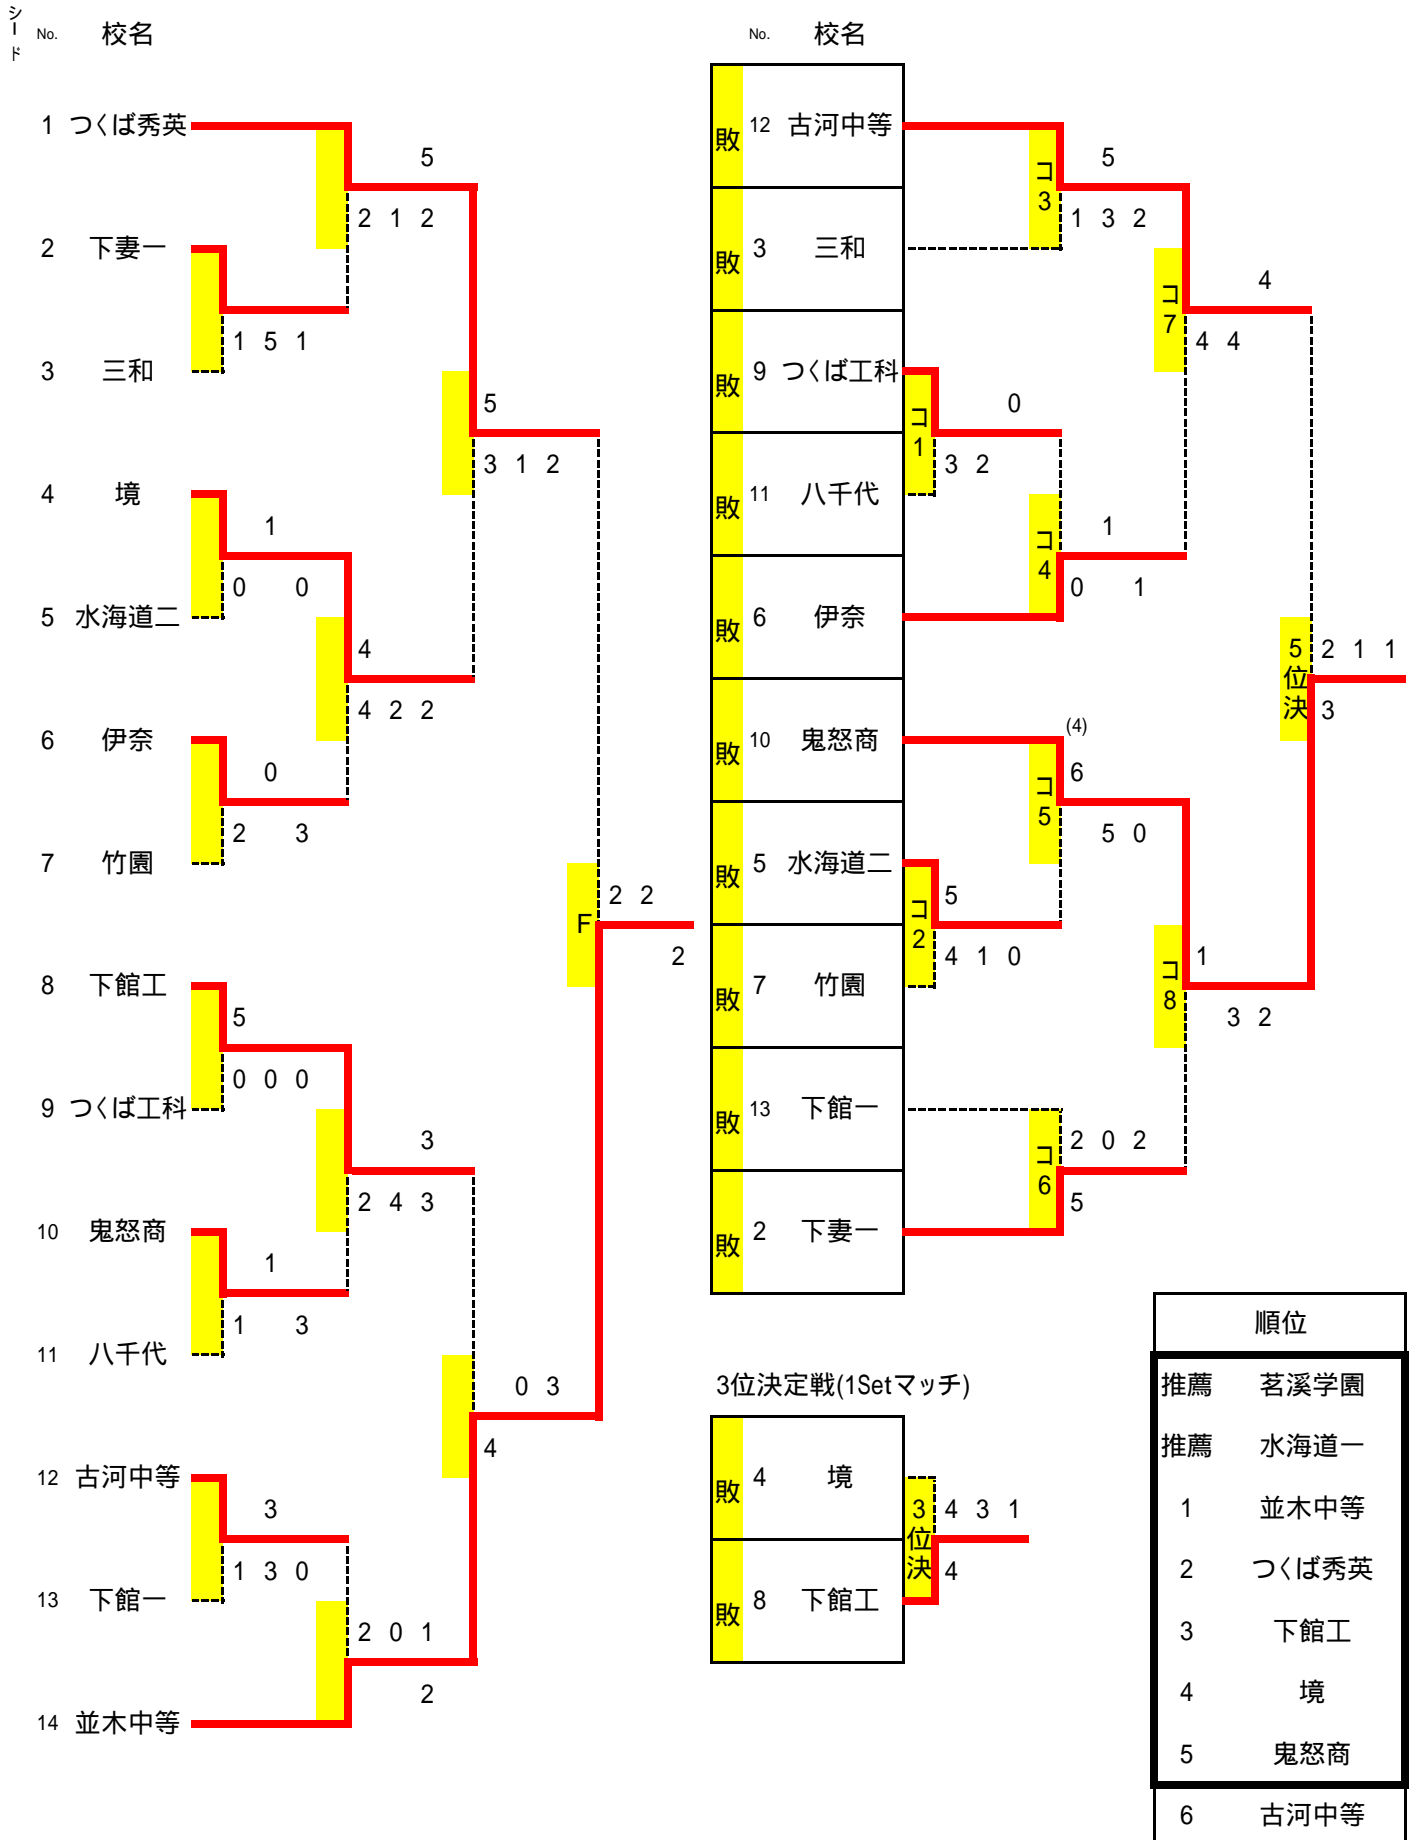 シード No. 校名
1 つくば秀英
5
2 1 2
2 下妻一
1 5 1
3 三和
5
3 1 2
4 境
1
0 0
5 水海道二
4
4 2 2
6 伊奈
0
2 3
7 竹園
F
2 2
2
8 下館工
5
0 0 0
9 つくば工科
3
2 4 3
10 鬼怒商
1
1 3
11 八千代
0 3
4
12 古河中等
3
1 3 0
13 下館一
2 0 1
2
14 並木中等
No. 校名
敗 12 古河中等
コ3
5
1 3 2
敗 3 三和
コ7
4
4 4
敗 9 つくば工科
コ1
0
3 2
敗 11 八千代
コ4
1
0 1
敗 6 伊奈
5位決
2 1 1
3
敗 10 鬼怒商
(4)
コ5
6
5 0
敗 5 水海道二
コ2
5
4 1 0
敗 7 竹園
コ8
1
3 2
敗 13 下館一
コ6
2 0 2
5
敗 2 下妻一
3位決定戦(1Setマッチ)
敗 4 境
3位決
4 3 1
4
敗 8 下館工
順位
推薦 茗溪学園
推薦 水海道一
1 並木中等
2 つくば秀英
3 下館工
4 境
5 鬼怒商
6 古河中等